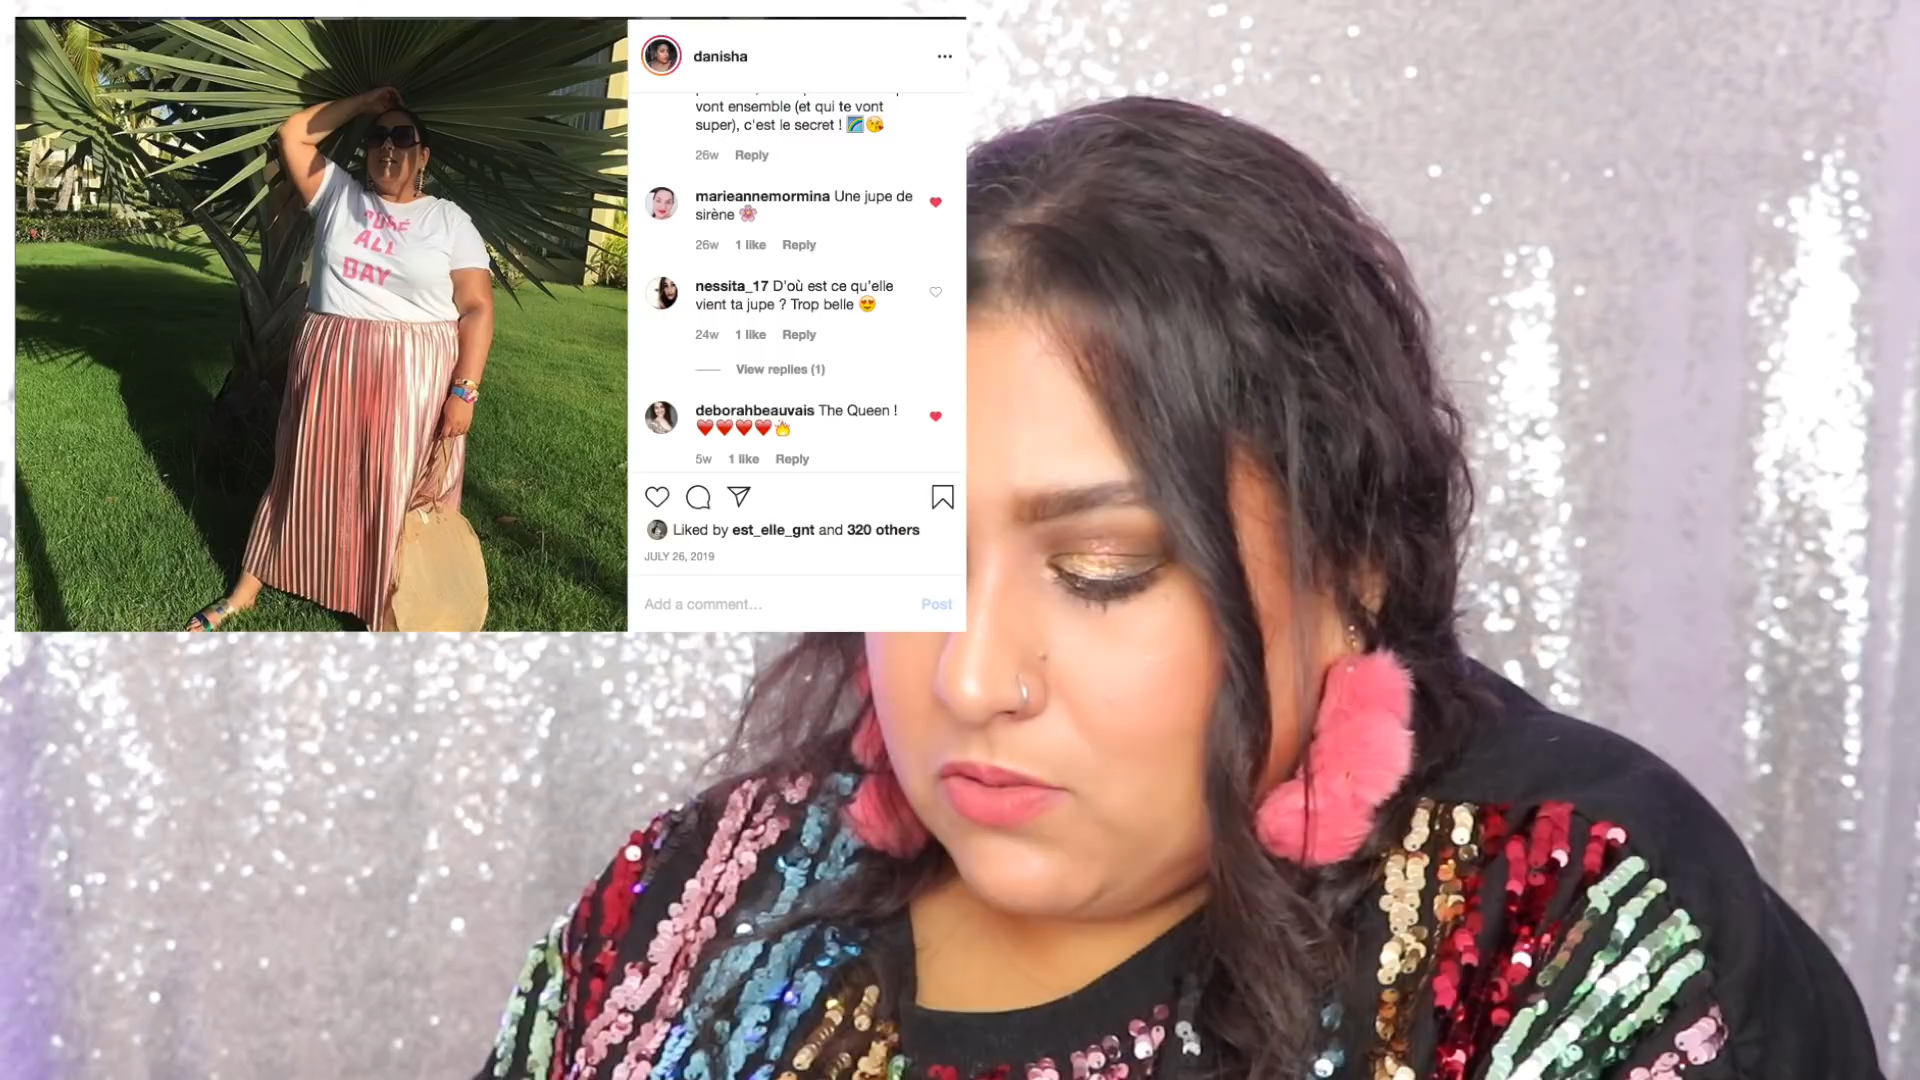 danisha
vont ensemble (et qui te vont
super), c'est le secret ! 🌈😘
26w Reply
marieannemormina Une jupe de
sirène 🌸
26w 1 like Reply
nessita_17 D'où est ce qu'elle
vient ta jupe ? Trop belle 😍
24w 1 like Reply
View replies (1)
deborahbeauvais The Queen !
❤️❤️❤️❤️🔥
5w 1 like Reply
Liked by est_elle_gnt and 320 others
JULY 26, 2019
Add a comment... Post
ROSÉ
ALL
DAY